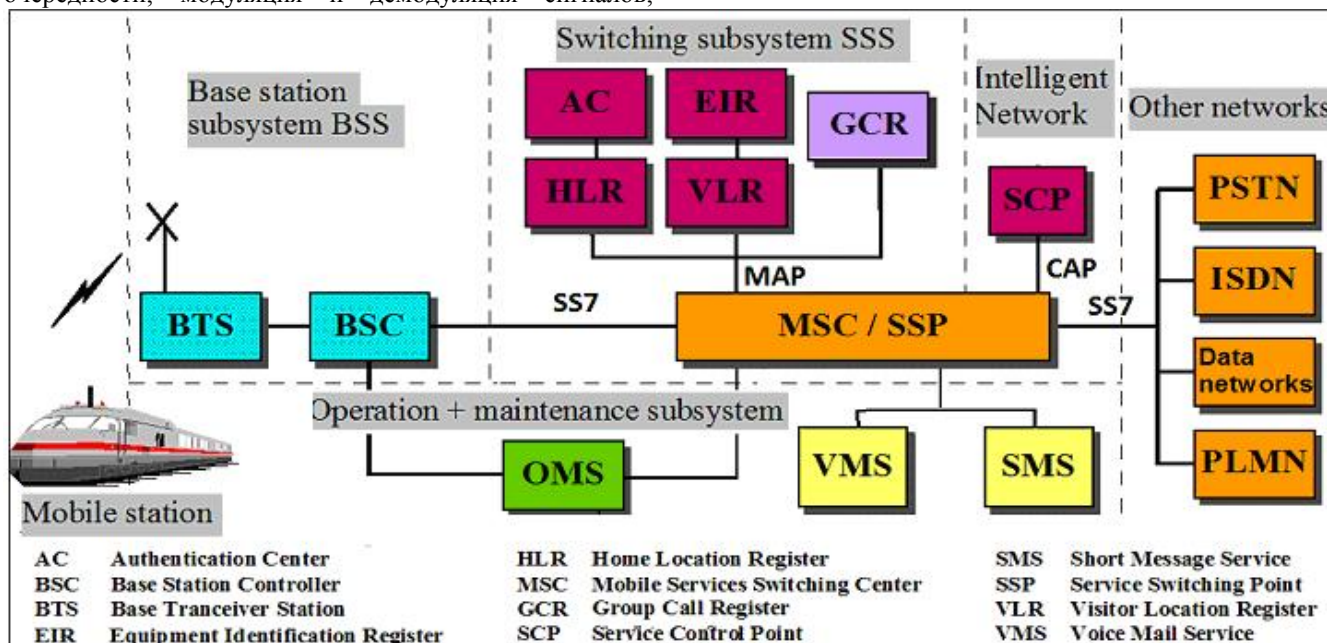 очередности, модуляция и демодуляция сигналов,
Switching subsystem SSS
Base station
subsystem BSS
AC
EIR
GCR
HLR
VLR
Intelligent
Network
SCP
Other networks
PSTN
ISDN
Data
networks
PLMN
MAP
CAP
BTS
BSC
SS7
MSC / SSP
SS7
Operation + maintenance subsystem
OMS
VMS
SMS
Mobile station
AC Authentication Center
BSC Base Station Controller
BTS Base Tranceiver Station
EIR Equipment Identification Register
HLR Home Location Register
MSC Mobile Services Switching Center
GCR Group Call Register
SCP Service Control Point
SMS Short Message Service
SSP Service Switching Point
VLR Visitor Location Register
VMS Voice Mail Service